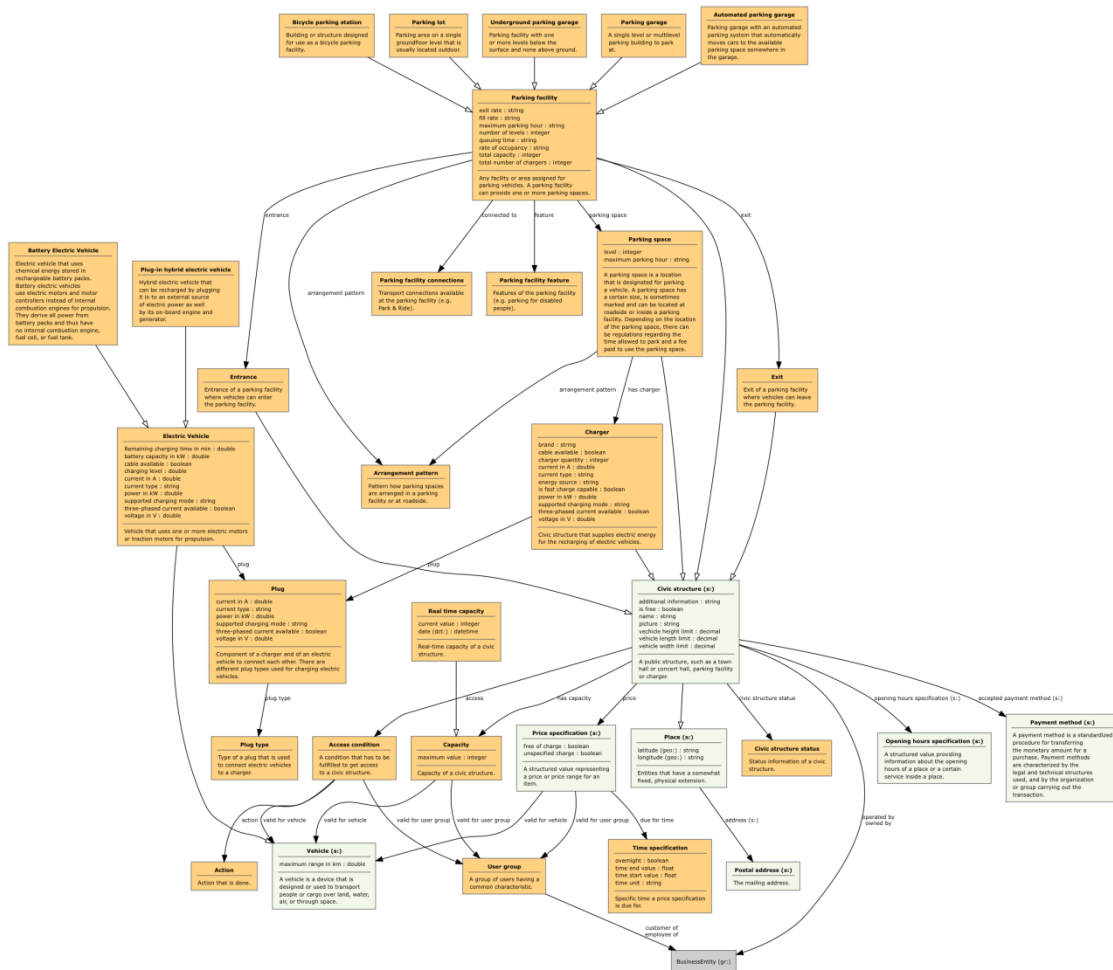 Bicycle parking station
Building or structure designed
for use as a bicycle parking
facility.
Parking lot
Parking area on a single
groundfloor level that is
usually located outdoor.
Underground parking garage
Parking facility with one
or more levels below the
surface and none above ground.
Parking garage
A single level or multilevel
parking building to park
at.
Automated parking garage
Parking garage with an automated
parking system that automatically
moves cars to the available
parking space somewhere in
the garage.
Parking facility
exit rate : string
fill rate : string
maximum parking hour : string
number of levels : integer
queuing time : string
rate of occupancy : string
total capacity : integer
total number of chargers : integer
Any facility or area assigned for
parking vehicles. A parking facility
can provide one or more parking spaces.
entrance
connected to
feature
parking space
exit
arrangement pattern
Battery Electric Vehicle
Electric vehicle that uses
chemical energy stored in
rechargeable battery packs.
Battery electric vehicles
use electric motors and motor
controllers instead of internal
combustion engines for propulsion.
They derive all power from
battery packs and thus have
no internal combustion engine,
fuel cell, or fuel tank.
Plug-in hybrid electric vehicle
Hybrid electric vehicle that
can be recharged by plugging
it in to an external source
of electric power as well
by its on-board engine and
generator.
Parking facility connections
Transport connections available
at the parking facility (e.g.
Park & Ride).
Parking facility feature
Features of the parking facility
(e.g. parking for disabled
people).
Parking space
level : integer
maximum parking hour : string
A parking space is a location
that is designated for parking
a vehicle. A parking space has
a certain size, is sometimes
marked and can be located at
roadside or inside a parking
facility. Depending on the location
of the parking space, there can
be regulations regarding the
time allowed to park and a fee
paid to use the parking space.
Entrance
Entrance of a parking facility
where vehicles can enter
the parking facility.
Exit
Exit of a parking facility
where vehicles can leave
the parking facility.
arrangement pattern
has charger
Electric Vehicle
Remaining charging time in min : double
battery capacity in kW : double
cable available : boolean
charging level : double
current in A : double
current type : string
power in kW : double
supported charging mode : string
three-phased current available : boolean
voltage in V : double
Vehicle that uses one or more electric motors
or traction motors for propulsion.
Arrangement pattern
Pattern how parking spaces
are arranged in a parking
facility or at roadside.
Charger
brand : string
cable available : boolean
charger quantity : integer
current in A : double
current type : string
energy source : string
is fast charge capable : boolean
power in kW : double
supported charging mode : string
three-phased current available : boolean
voltage in V : double
Civic structure that supplies electric energy
for the recharging of electric vehicles.
plug
plug
Plug
current in A : double
current type : string
power in kW : double
supported charging mode : string
three-phased current available : boolean
voltage in V : double
Component of a charger and of an electric
vehicle to connect each other. There are
different plug types used for charging electric
vehicles.
Real time capacity
current value : integer
date (dct:) : datetime
Real-time capacity of a civic
structure.
Civic structure (s:)
additional information : string
is free : boolean
name : string
picture : string
vechicle height limit : decimal
vehicle length limit : decimal
vehicle width limit : decimal
A public structure, such as a town
hall or concert hall, parking facility
or charger.
plug type
access
has capacity
price
civic structure status
opening hours specification (s:)
accepted payment method (s:)
Plug type
Type of a plug that is used
to connect electric vehicles
to a charger.
Access condition
A condition that has to be
fullfilled to get access
to a civic structure.
Capacity
maximum value : integer
Capacity of a civic structure.
Price specification (s:)
free of charge : boolean
unspecified charge : boolean
A structured value representing
a price or price range for an
item.
Place (s:)
latitude (geo:) : string
longitude (geo:) : string
Entities that have a somewhat
fixed, physical extension.
Civic structure status
Status information of a civic
structure.
Opening hours specification (s:)
A structured value providing
information about the opening
hours of a place or a certain
service inside a place.
Payment method (s:)
A payment method is a standardized
procedure for transferring
the monetary amount for a
purchase. Payment methods
are characterized by the
legal and technical structures
used, and by the organization
or group carrying out the
transaction.
action
valid for vehicle
valid for vehicle
valid for user group
valid for user group
valid for vehicle
valid for user group
due for time
address (s:)
operated by
owned by
Action
Action that is done.
Vehicle (s:)
maximum range in km : double
A vehicle is a device that is
designed or used to transport
people or cargo over land, water,
air, or through space.
User group
A group of users having a
common characteristic.
Time specification
overnight : boolean
time end value : float
time start value : float
time unit : string
Specific time a price specification
is due for.
Postal address (s:)
The mailing address.
customer of
employee of
BusinessEntity (gr:)